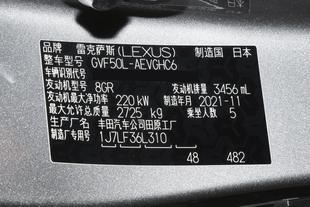 品牌 雷克萨斯(LEXUS) 制造国 日本
整车型号 GVF50L-AEVGHC6
车辆识别代号
发动机型号 8GR 发动机排量 3456 mL
发动机最大净功率 220 kW 制造年月 2021-11
最大允许总质量 2725 kg 乘坐人数 5
生产厂名 丰田汽车公司田原工厂
制造厂专用号 1J7LF36L310
48 482